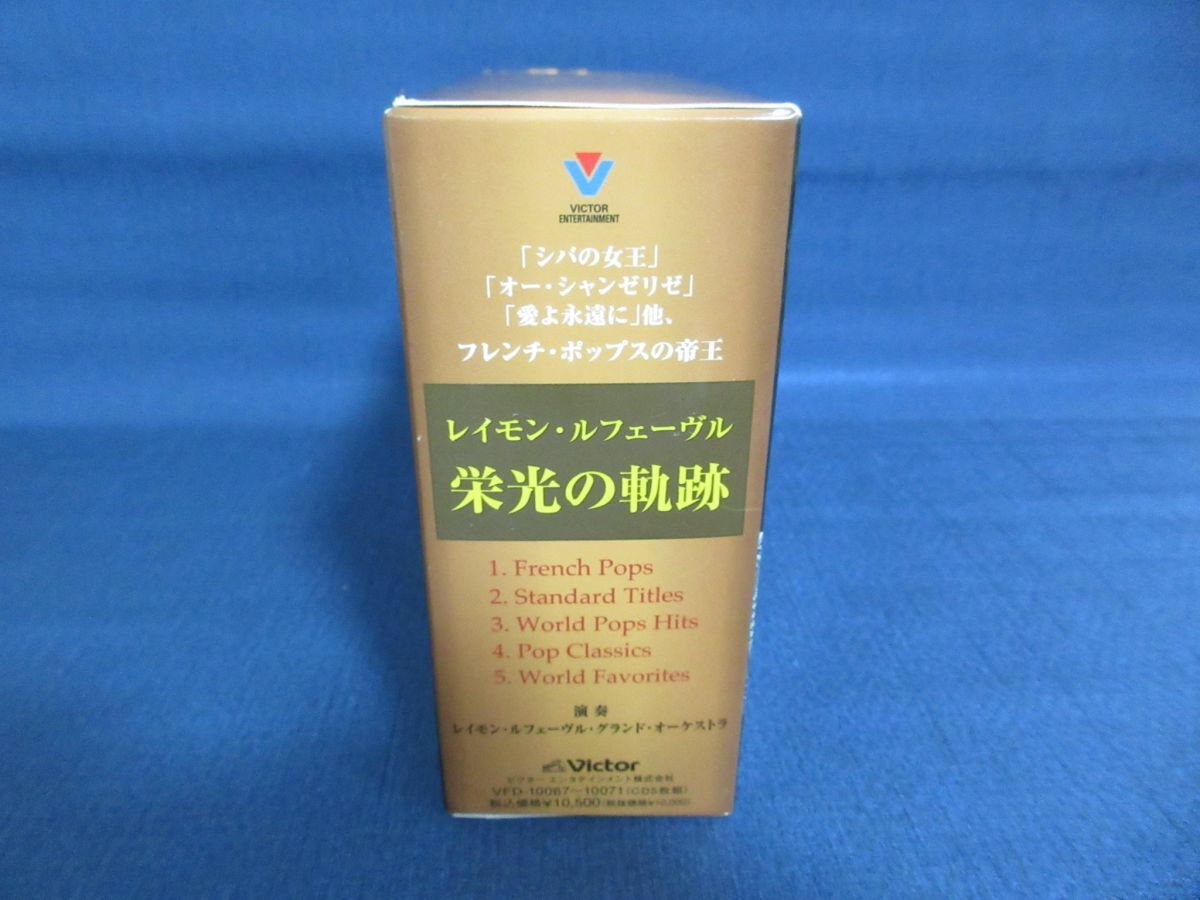 VICTOR
ENTERTAINMENT
「シバの女王」
「オー・シャンゼリゼ」
「愛よ永遠に」他、
フレンチ・ポップスの帝王
レイモン・ルフェーヴル
栄光の軌跡
1. French Pops
2. Standard Titles
3. World Pops Hits
4. Pop Classics
5. World Favorites
演奏
レイモン・ルフェーヴル・グランド・オーケストラ
Victor
ビクター エンタテインメント株式会社
VFD-10067〜10071(CD5枚組)
税込価格¥10,500(税抜価格¥10,000)